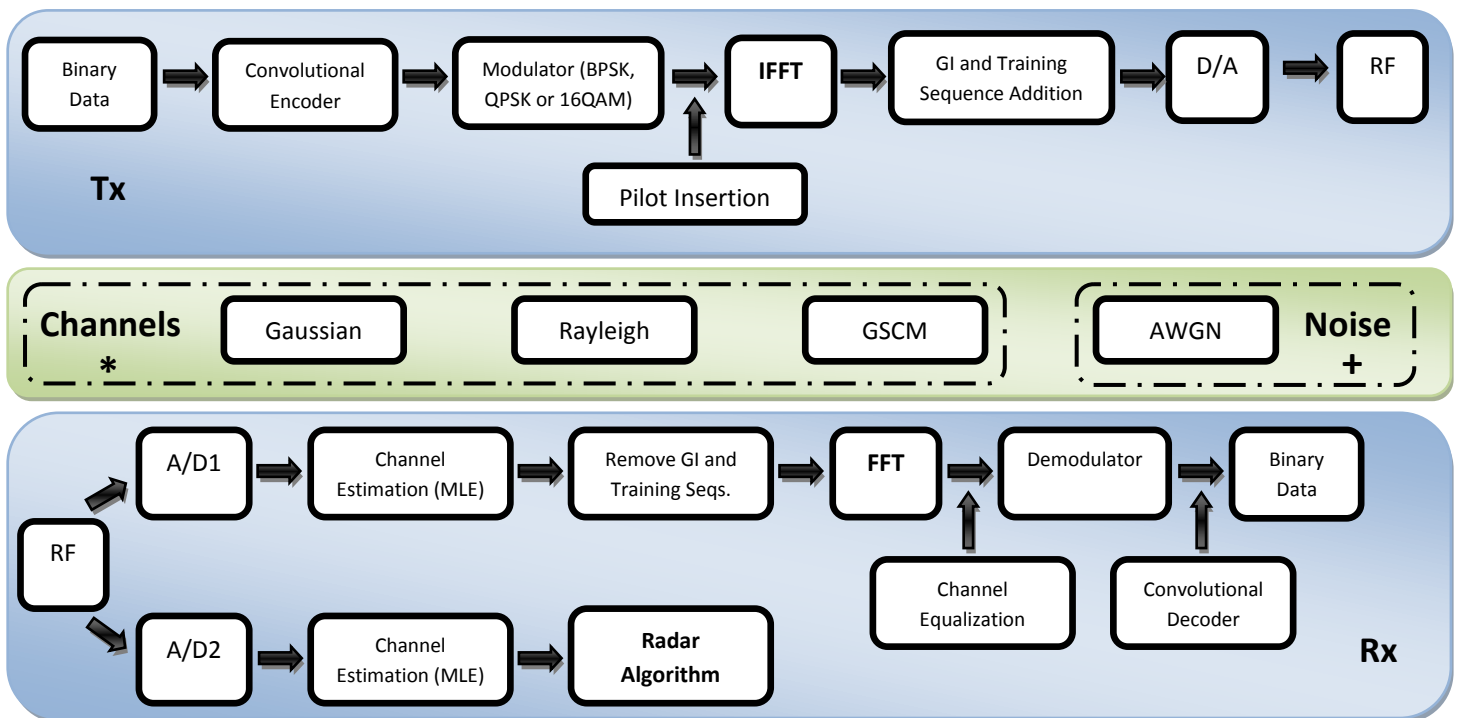 Binary
Data
Convolutional
Encoder
Modulator (BPSK,
QPSK or 16QAM)
IFFT
GI and Training
Sequence Addition
D/A
RF
Pilot Insertion
Tx
Channels
*
Gaussian
Rayleigh
GSCM
AWGN
Noise
+
RF
A/D1
Channel
Estimation (MLE)
Remove GI and
Training Seqs.
FFT
Demodulator
Binary
Data
Channel
Equalization
Convolutional
Decoder
A/D2
Channel
Estimation (MLE)
Radar
Algorithm
Rx